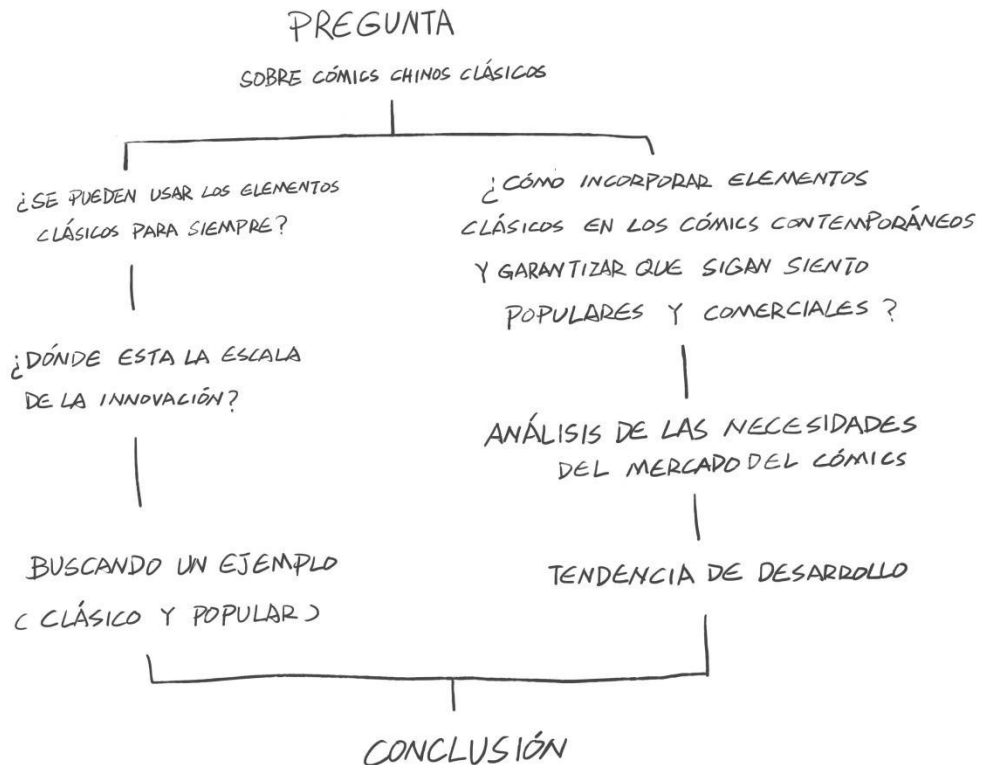 PREGUNTA
SOBRE CÓMICS CHINOS CLÁSICOS
¿SE PUEDEN USAR LOS ELEMENTOS
CLÁSICOS PARA SIEMPRE?
¿DÓNDE ESTA LA ESCALA
DE LA INNOVACIÓN?
BUSCANDO UN EJEMPLO
(CLÁSICO Y POPULAR)
¿CÓMO INCORPORAR ELEMENTOS
CLÁSICOS EN LOS CÓMICS CONTEMPORÁNEOS
Y GARANTIZAR QUE SIGAN SIENTO
POPULARES Y COMERCIALES?
ANÁLISIS DE LAS NECESIDADES
DEL MERCADO DEL CÓMICS
TENDENCIA DE DESARROLLO
CONCLUSIÓN